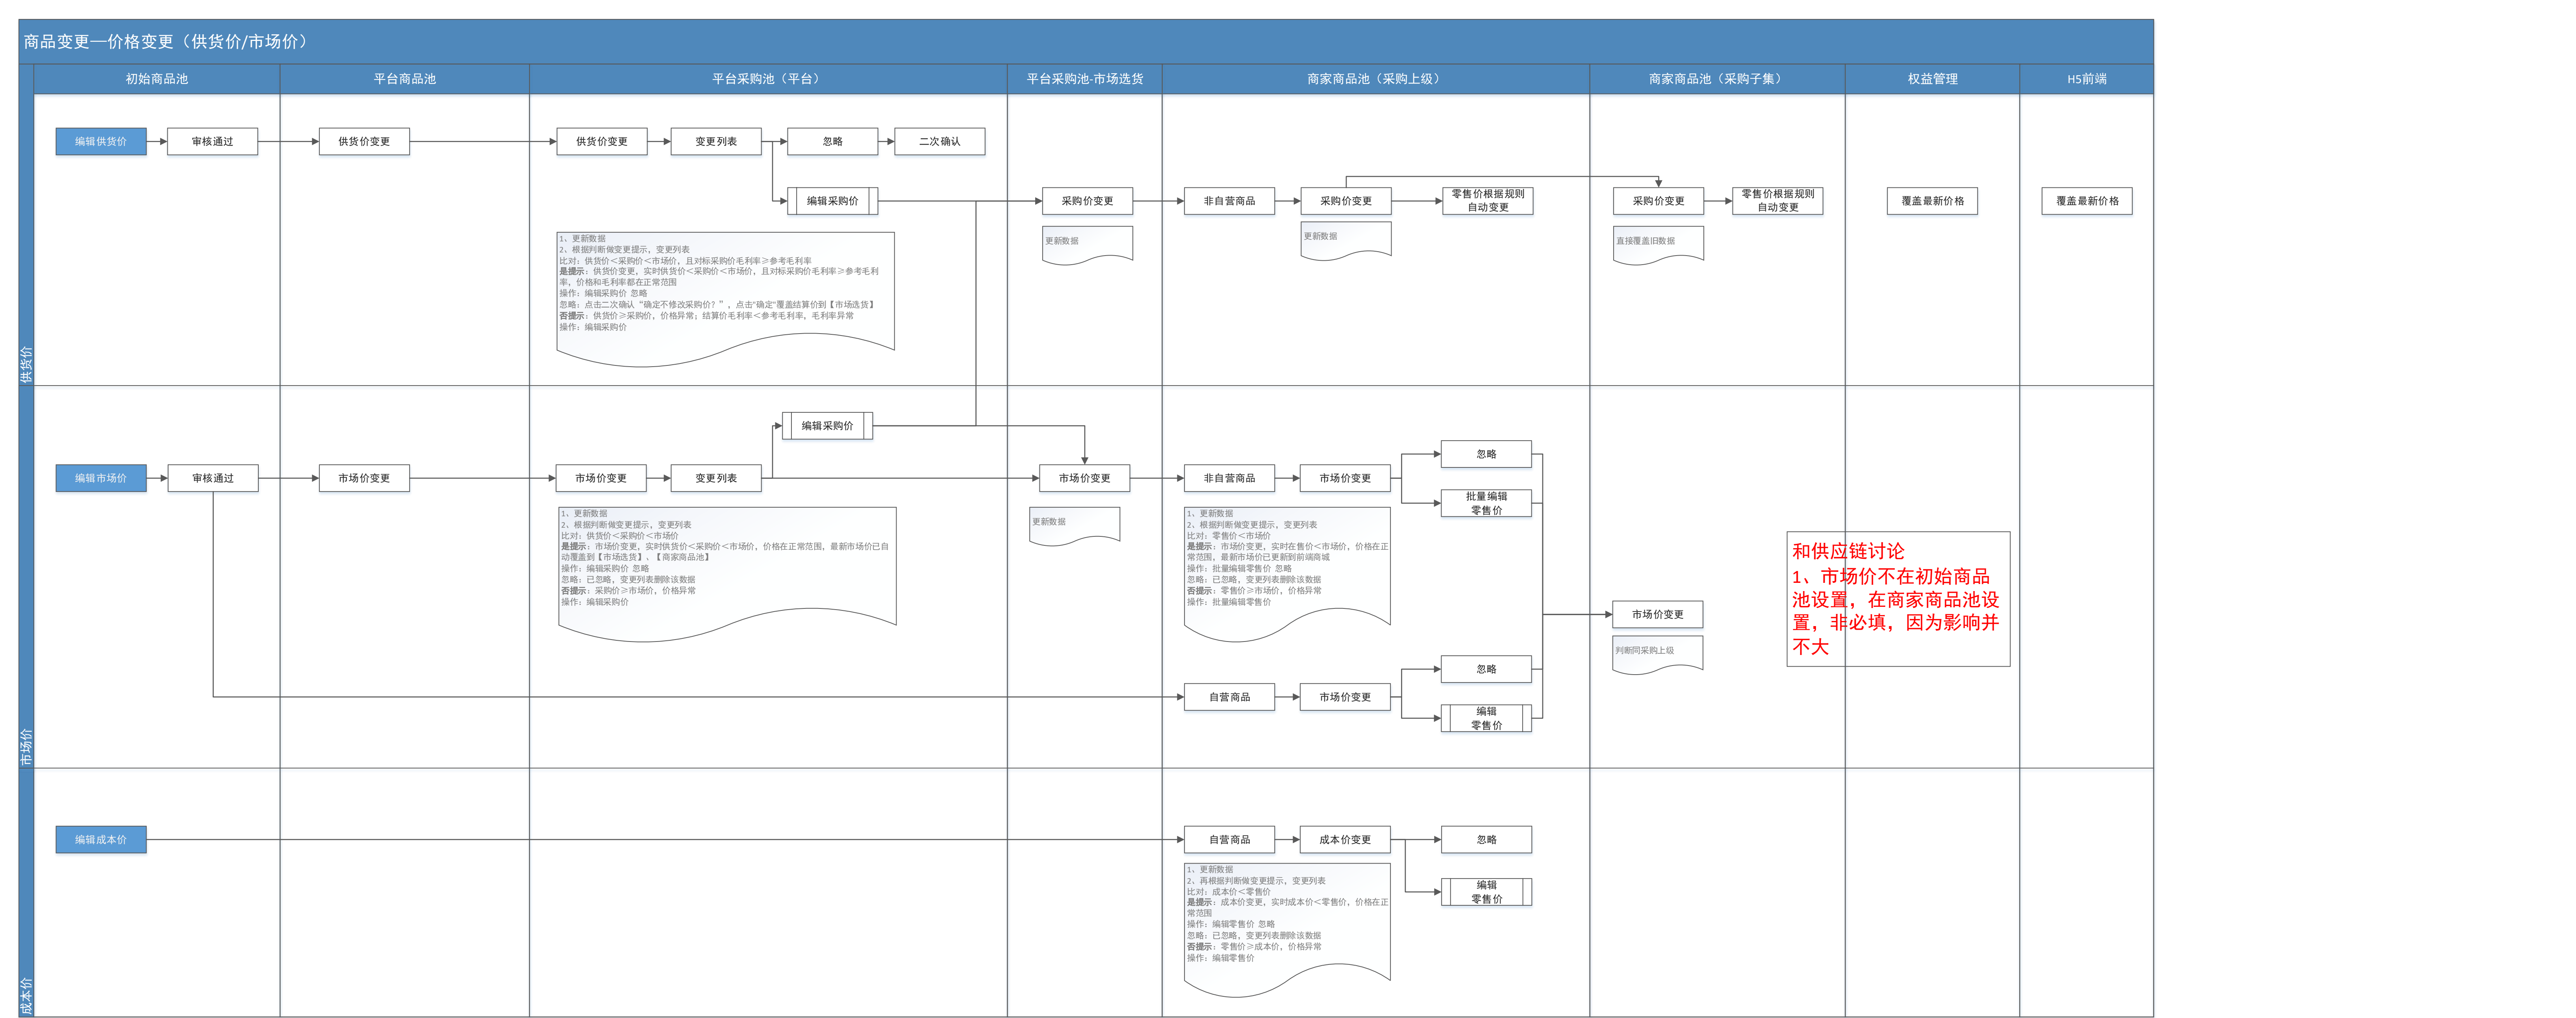 商品变更—价格变更（供货价/市场价）
初始商品池
平台商品池
平台采购池（平台）
平台采购池-市场选货
商家商品池（采购上级）
商家商品池（采购子集）
权益管理
H5前端
供货价
编辑供货价
审核通过
供货价变更
供货价变更
变更列表
忽略
二次确认
编辑采购价
采购价变更
非自营商品
采购价变更
零售价根据规则
自动变更
采购价变更
零售价根据规则
自动变更
覆盖最新价格
覆盖最新价格
1、更新数据
2、根据判断做变更提示，变更列表
比对：供货价＜采购价＜市场价，且对标采购价毛利率≥参考毛利率
是提示：供货价变更，实时供货价＜采购价＜市场价，且对标采购价毛利率≥参考毛利
率，价格和毛利率都在正常范围
操作：编辑采购价 忽略
忽略：点击二次确认“确定不修改采购价？”，点击“确定”覆盖结算价到【市场选货】
否提示：供货价≥采购价，价格异常；结算价毛利率＜参考毛利率，毛利率异常
操作：编辑采购价
更新数据
更新数据
直接覆盖旧数据
市场价
编辑采购价
编辑市场价
审核通过
市场价变更
市场价变更
变更列表
市场价变更
非自营商品
市场价变更
忽略
批量编辑
零售价
1、更新数据
2、根据判断做变更提示，变更列表
比对：供货价＜采购价＜市场价
是提示：市场价变更，实时供货价＜采购价＜市场价，价格在正常范围，最新市场价已自
动覆盖到【市场选货】、【商家商品池】
操作：编辑采购价 忽略
忽略：已忽略，变更列表删除该数据
否提示：采购价≥市场价，价格异常
操作：编辑采购价
更新数据
1、更新数据
2、根据判断做变更提示，变更列表
比对：零售价＜市场价
是提示：市场价变更，实时在售价＜市场价，价格在正
常范围，最新市场价已更新到前端商城
操作：批量编辑零售价 忽略
忽略：已忽略，变更列表删除该数据
否提示：零售价≥市场价，价格异常
操作：批量编辑零售价
市场价变更
判断同采购上级
和供应链讨论
1、市场价不在初始商品
池设置，在商家商品池设
置，非必填，因为影响并
不大
自营商品
市场价变更
忽略
编辑
零售价
成本价
编辑成本价
自营商品
成本价变更
忽略
编辑
零售价
1、更新数据
2、再根据判断做变更提示，变更列表
比对：成本价＜零售价
是提示：成本价变更，实时成本价＜零售价，价格在正
常范围
操作：编辑零售价 忽略
忽略：已忽略，变更列表删除该数据
否提示：零售价≥成本价，价格异常
操作：编辑零售价